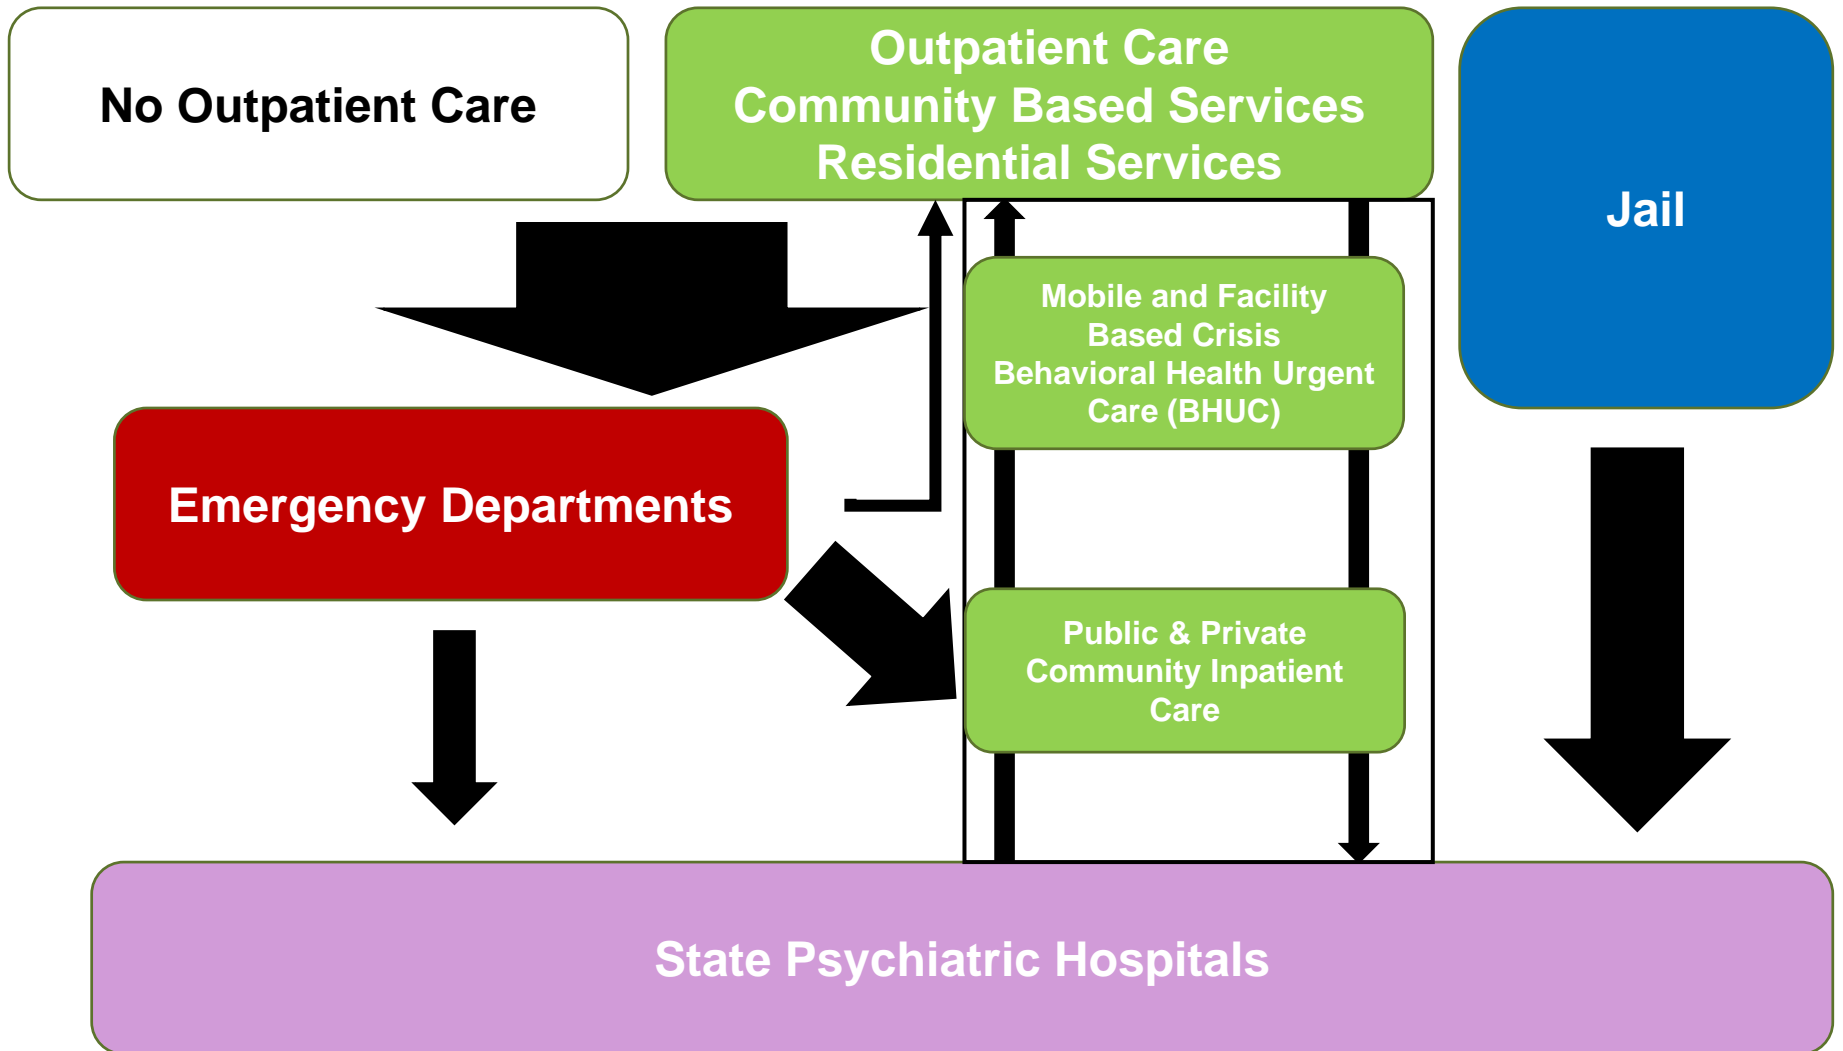 No Outpatient Care
Outpatient Care
Community Based Services
Residential Services
Jail
Mobile and Facility
Based Crisis
Behavioral Health Urgent
Care (BHUC)
Emergency Departments
Public & Private
Community Inpatient
Care
State Psychiatric Hospitals